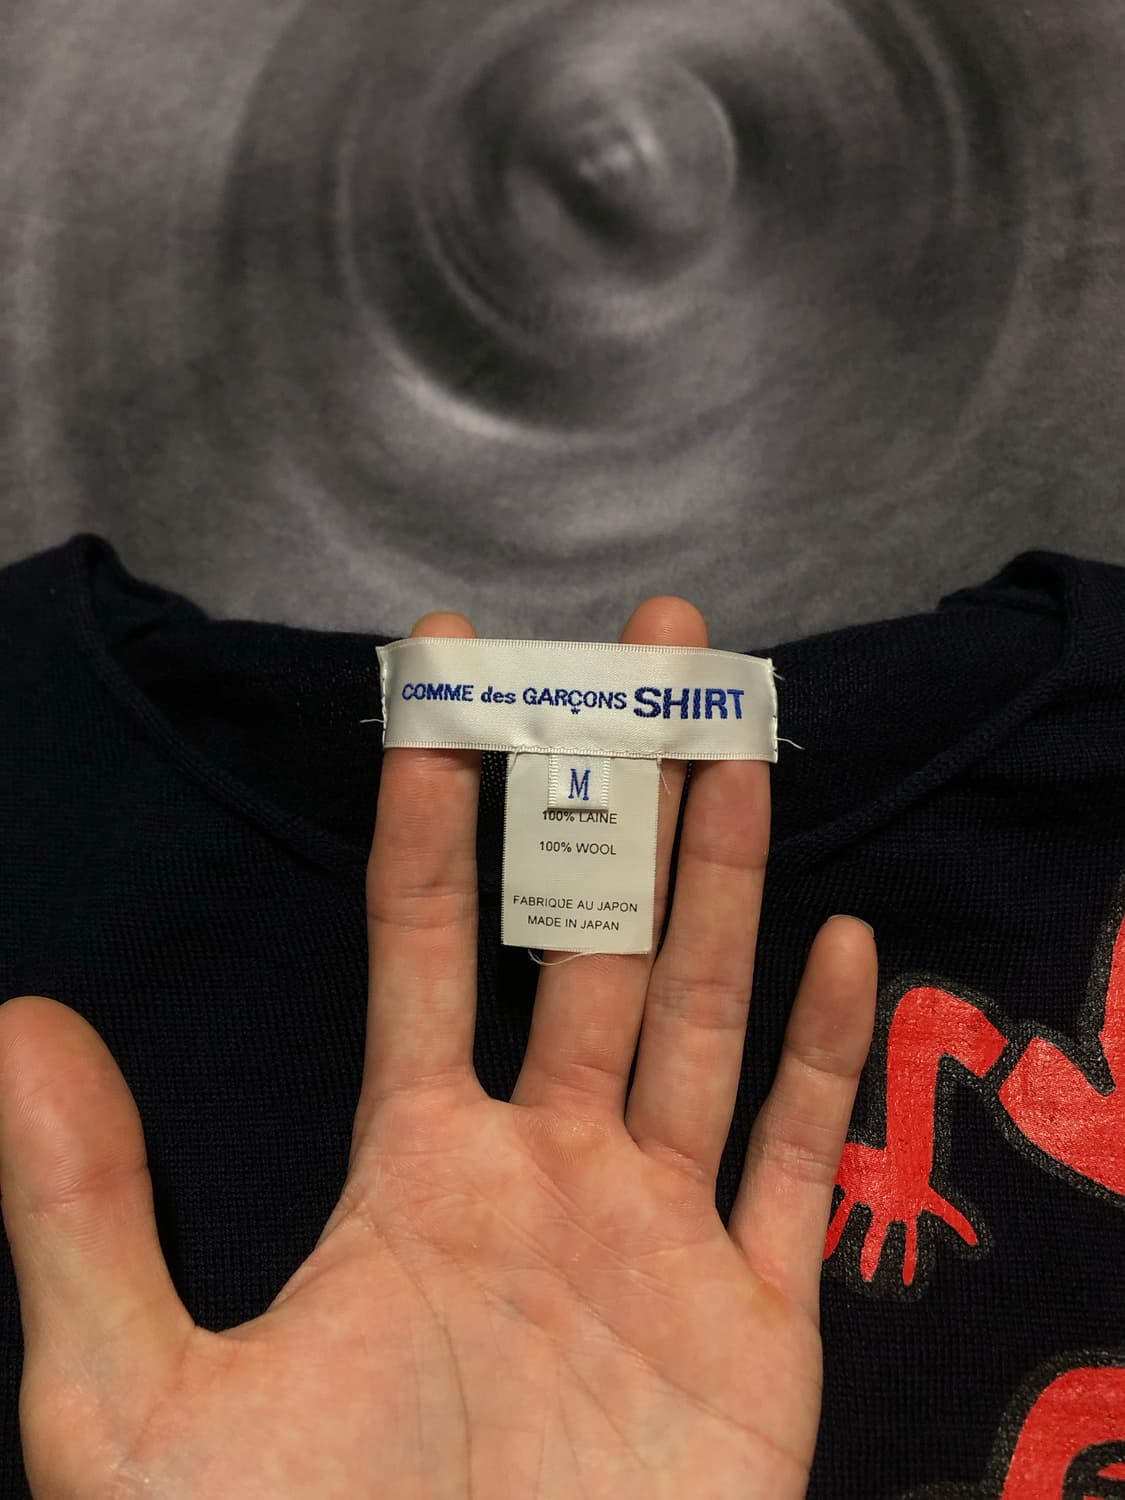 COMME des GARÇONS SHIRT
M
100% LAINE
100% WOOL
FABRIQUE AU JAPON
MADE IN JAPAN